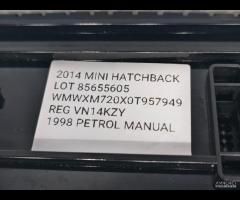 2014 MINI HATCHBACK
LOT 85655605
WMWXM720X0T957949
REG VN14KZY
1998 PETROL MANUAL